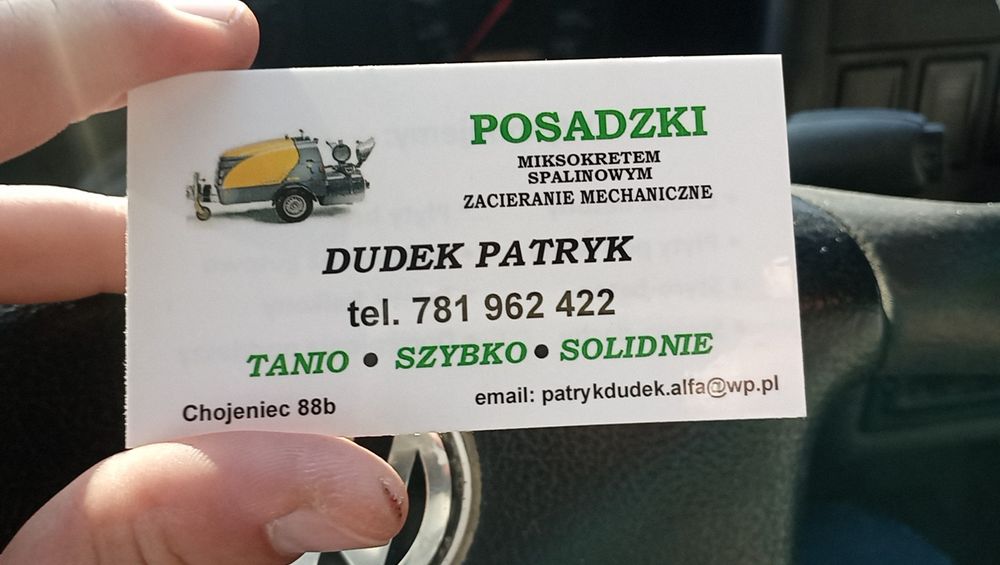 POSADZKI
MIKSOKRETEM
SPALINOWYM
ZACIERANIE MECHANICZNE
DUDEK PATRYK
tel. 781 962 422
TANIO • SZYBKO • SOLIDNIE
Chojeniec 88b
email: patrykdudek.alfa@wp.pl